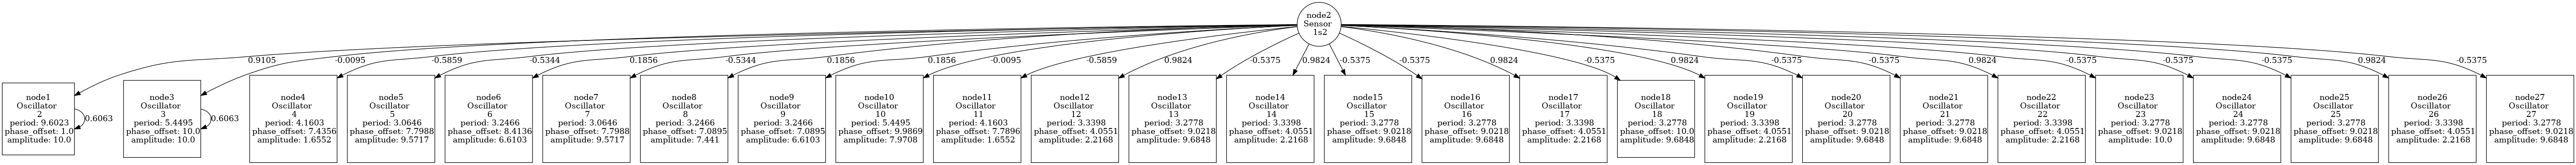 node2
Sensor
1s2
0.9105
-0.0095
-0.5859
-0.5344
0.1856
-0.5344
0.1856
0.1856
-0.0095
-0.5859
0.9824
-0.5375
0.9824
-0.5375
-0.5375
0.9824
-0.5375
0.9824
-0.5375
-0.5375
0.9824
-0.5375
-0.5375
-0.5375
0.9824
-0.5375
node1
Oscillator
2
period: 9.6023
phase_offset: 1.0
amplitude: 10.0
0.6063
node3
Oscillator
3
period: 5.4495
phase_offset: 10.0
amplitude: 10.0
0.6063
node4
Oscillator
4
period: 4.1603
phase_offset: 7.4356
amplitude: 1.6552
node5
Oscillator
5
period: 3.0646
phase_offset: 7.7988
amplitude: 9.5717
node6
Oscillator
6
period: 3.2466
phase_offset: 8.4136
amplitude: 6.6103
node7
Oscillator
7
period: 3.0646
phase_offset: 7.7988
amplitude: 9.5717
node8
Oscillator
8
period: 3.2466
phase_offset: 7.0895
amplitude: 7.441
node9
Oscillator
9
period: 3.2466
phase_offset: 7.0895
amplitude: 6.6103
node10
Oscillator
10
period: 5.4495
phase_offset: 9.9869
amplitude: 7.9708
node11
Oscillator
11
period: 4.1603
phase_offset: 7.7896
amplitude: 1.6552
node12
Oscillator
12
period: 3.3398
phase_offset: 4.0551
amplitude: 2.2168
node13
Oscillator
13
period: 3.2778
phase_offset: 9.0218
amplitude: 9.6848
node14
Oscillator
14
period: 3.3398
phase_offset: 4.0551
amplitude: 2.2168
node15
Oscillator
15
period: 3.2778
phase_offset: 9.0218
amplitude: 9.6848
node16
Oscillator
16
period: 3.2778
phase_offset: 9.0218
amplitude: 9.6848
node17
Oscillator
17
period: 3.3398
phase_offset: 4.0551
amplitude: 2.2168
node18
Oscillator
18
period: 3.2778
phase_offset: 10.0
amplitude: 9.6848
node19
Oscillator
19
period: 3.3398
phase_offset: 4.0551
amplitude: 2.2168
node20
Oscillator
20
period: 3.2778
phase_offset: 9.0218
amplitude: 9.6848
node21
Oscillator
21
period: 3.2778
phase_offset: 9.0218
amplitude: 9.6848
node22
Oscillator
22
period: 3.3398
phase_offset: 4.0551
amplitude: 2.2168
node23
Oscillator
23
period: 3.2778
phase_offset: 9.0218
amplitude: 10.0
node24
Oscillator
24
period: 3.2778
phase_offset: 9.0218
amplitude: 9.6848
node25
Oscillator
25
period: 3.2778
phase_offset: 9.0218
amplitude: 9.6848
node26
Oscillator
26
period: 3.3398
phase_offset: 4.0551
amplitude: 2.2168
node27
Oscillator
27
period: 3.2778
phase_offset: 9.0218
amplitude: 9.6848